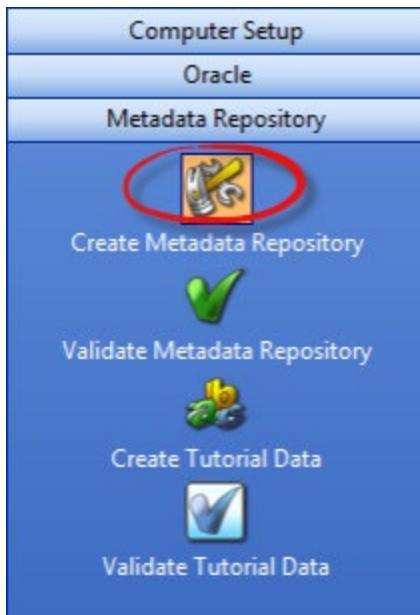 Computer Setup
Oracle
Metadata Repository
Create Metadata Repository
Validate Metadata Repository
Create Tutorial Data
Validate Tutorial Data